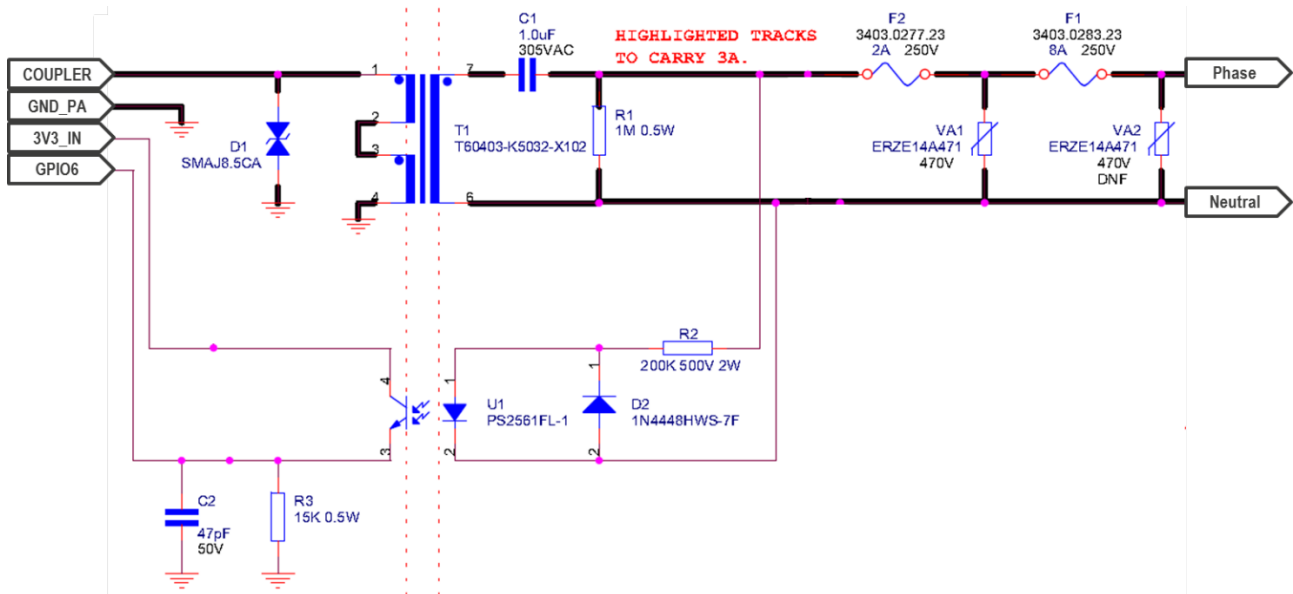 COUPLER
GND_PA
3V3_IN
GPIO6
D1
SMAJ8.5CA
1
2
3
4
7
6
T1
T60403-K5032-X102
C1
1.0uF
305VAC
HIGHLIGHTED TRACKS
TO CARRY 3A.
R1
1M 0.5W
F2
3403.0277.23
2A 250V
F1
3403.0283.23
8A 250V
VA1
ERZE14A471
470V
VA2
ERZE14A471
470V
DNF
Phase
Neutral
R2
200K 500V 2W
4
3
1
2
U1
PS2561FL-1
1
2
D2
1N4448HWS-7F
C2
47pF
50V
R3
15K 0.5W